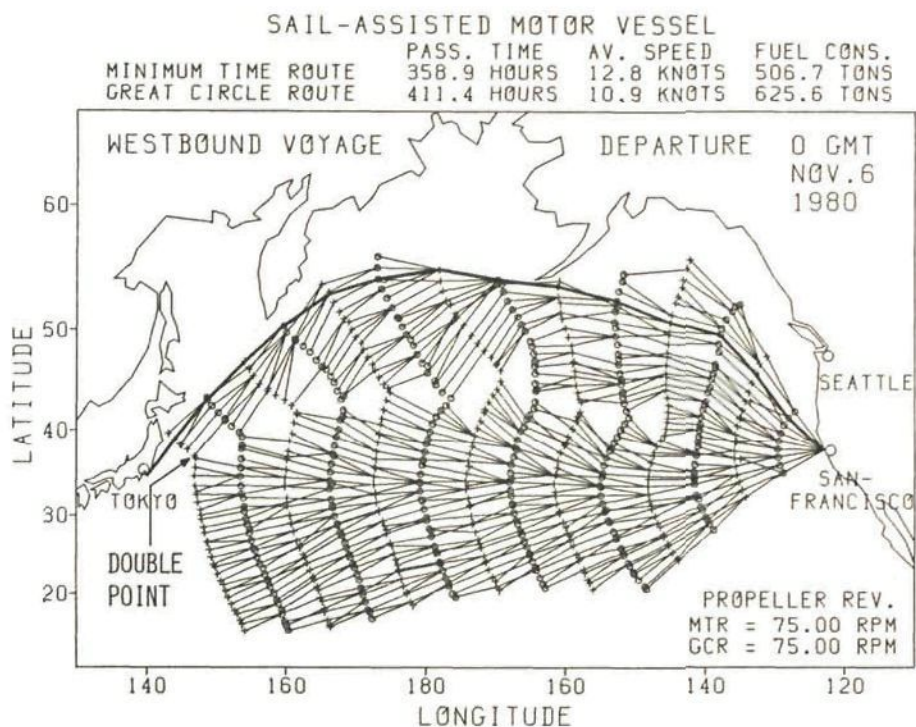 SAIL-ASSISTED MOTOR VESSEL
PASS. TIME AV. SPEED FUEL CONS.
MINIMUM TIME ROUTE 358.9 HOURS 12.8 KNOTS 506.7 TONS
GREAT CIRCLE ROUTE 411.4 HOURS 10.9 KNOTS 625.6 TONS
WESTBOUND VOYAGE
DEPARTURE 0 GMT
NOV.6
1980
60
50
40
30
20
LATITUDE
SEATTLE
SAN-
FRANCISCO
TOKYO
DOUBLE
POINT
PROPELLER REV.
MTR = 75.00 RPM
GCR = 75.00 RPM
140 160 180 160 140 120
LONGITUDE